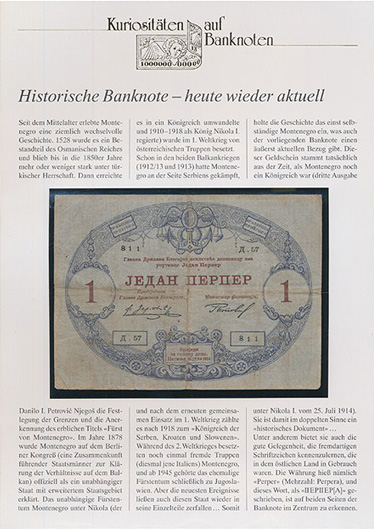 Kuriositäten auf
Banknoten
Historische Banknote – heute wieder aktuell
Seit dem Mittelalter erlebte Monte-
negro eine ziemlich wechselvolle
Geschichte. 1528 wurde es ein Be-
standteil des Osmanischen Reiches
und blieb bis in die 1850er Jahre
mehr oder weniger stark unter tür-
kischer Herrschaft. Dann erreichte
es in ein Königreich umwandelte
und 1910–1918 als König Nikola I.
regierte) wurde im 1. Weltkrieg von
österreichischen Truppen besetzt.
Schon in den beiden Balkankriegen
(1912/13 und 1913) hatte Monte-
negro an der Seite Serbiens gekämpft,
holte die Geschichte das einst selb-
ständige Montenegro ein, was auch
der vorliegenden Banknote einen
äußerst aktuellen Bezug gibt. Die-
ser Geldschein stammt tatsächlich
aus der Zeit, als Montenegro noch
ein Königreich war (dritte Ausgabe
811
Д. 57
ЈЕДАН ПЕРПЕР
1
1
Д. 57
811
Danilo I. Petrović Njegoš die Fest-
legung der Grenzen und die Aner-
kennung des erblichen Titels «Fürst
von Montenegro». Im Jahre 1878
wurde Montenegro auf dem Berli-
ner Kongreß (eine Zusammenkunft
führender Staatsmänner zur Klä-
rung der Verhältnisse auf dem Bal-
kan) offiziell als ein unabhängiger
Staat mit erweitertem Staatsgebiet
erklärt. Das unabhängige Fürsten-
tum Montenegro unter Nikola (der
und nach dem erneuten gemeinsa-
men Einsatz im 1. Weltkrieg zählte
es nach 1918 zum «Königreich der
Serben, Kroaten und Slowenen».
Während des 2. Weltkrieges besetz-
ten noch einmal fremde Truppen
(diesmal jene Italiens) Montenegro,
und ab 1945 gehörte das ehemalige
Fürstentum schließlich zu Jugosla-
wien. Aber die neuesten Ereignisse
ließen auch diesen Staat wieder in
seine Einzelteile zerfallen... Somit
unter Nikola I. vom 25. Juli 1914).
Sie ist damit im doppelten Sinne ein
«historisches Dokument»...
Unter anderem bietet sie auch die
gute Gelegenheit, die fremdartigen
Schriftzeichen kennenzulernen, die
in dem östlichen Land in Gebrauch
waren. Die Währung hieß nämlich
«Perper» (Mehrzahl: Perpera), und
dieses Wort, als «ПЕРПЕР[А]» ge-
schrieben, ist auf beiden Seiten der
Banknote im Zentrum zu erkennen.